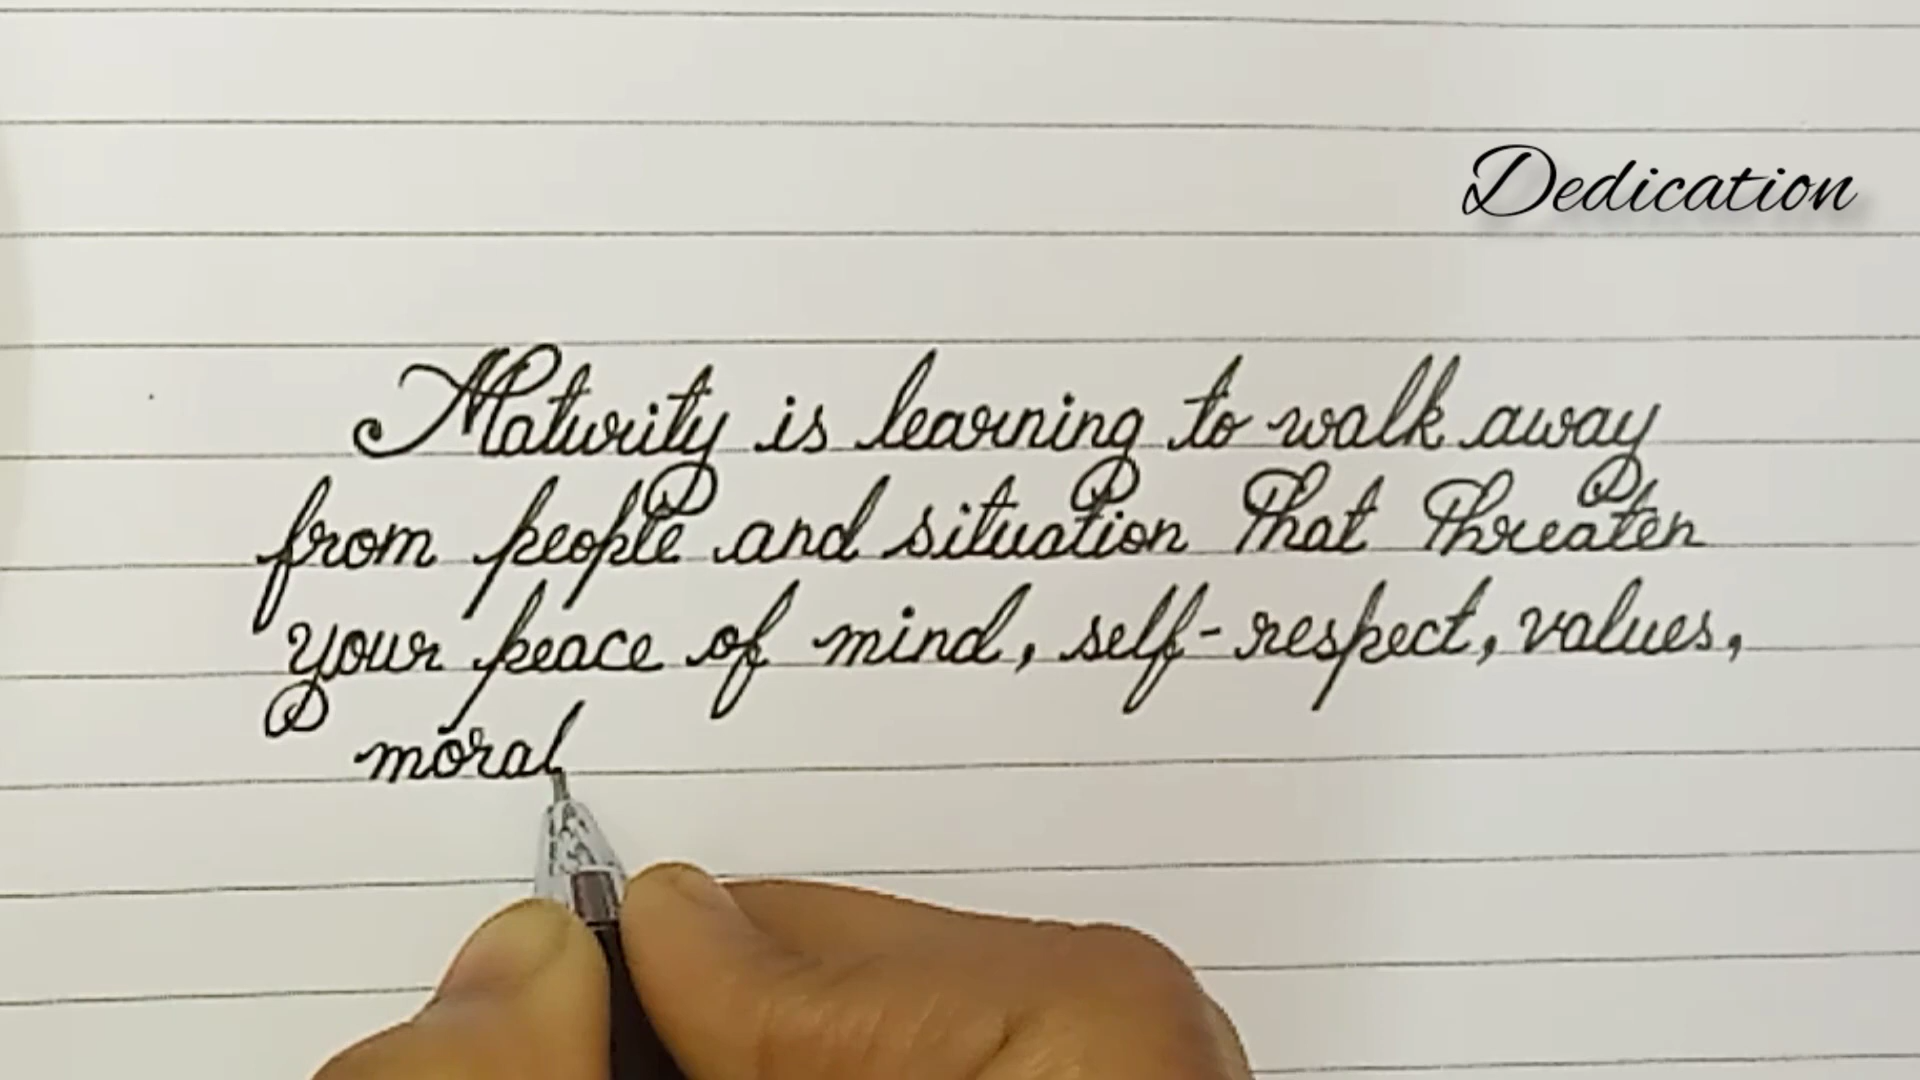 Dedication
Maturity is learning to walk away
from people and situation that threaten
your peace of mind, self-respect, values,
moral